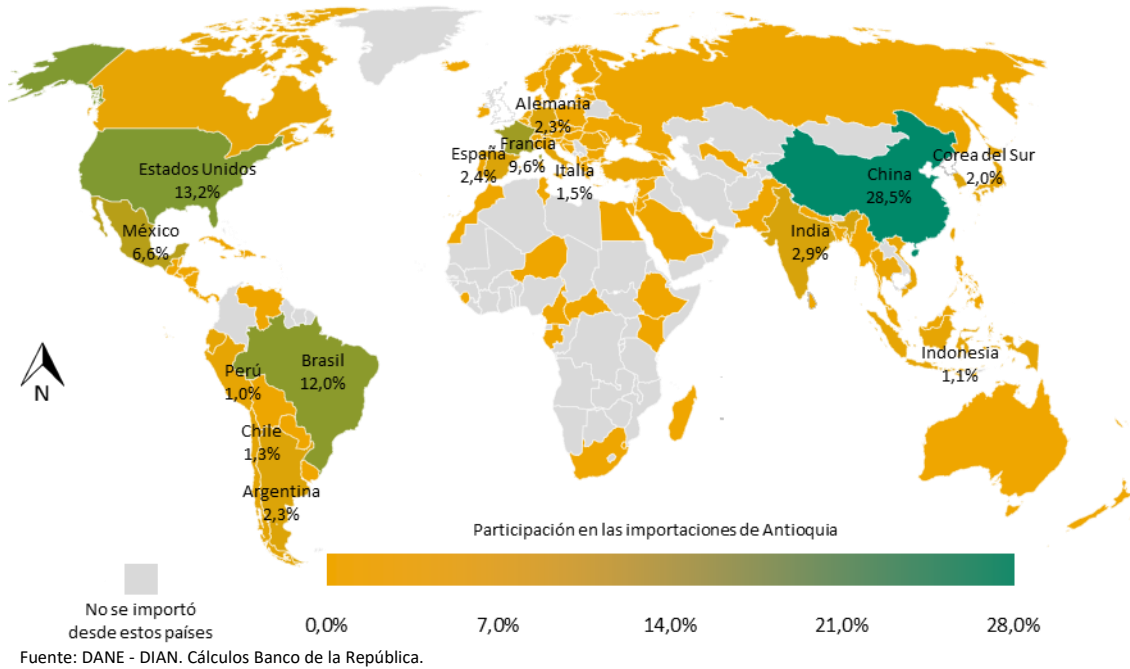 Alemania
2,3%
Francia
9,6%
España
2,4%
Italia
1,5%
Estados Unidos
13,2%
México
6,6%
China
28,5%
Corea del Sur
2,0%
India
2,9%
Indonesia
1,1%
N
Brasil
12,0%
Perú
1,0%
Chile
1,3%
Argentina
2,3%
Participación en las importaciones de Antioquia
No se importó
desde estos países
0,0% 7,0% 14,0% 21,0% 28,0%
Fuente: DANE - DIAN. Cálculos Banco de la República.